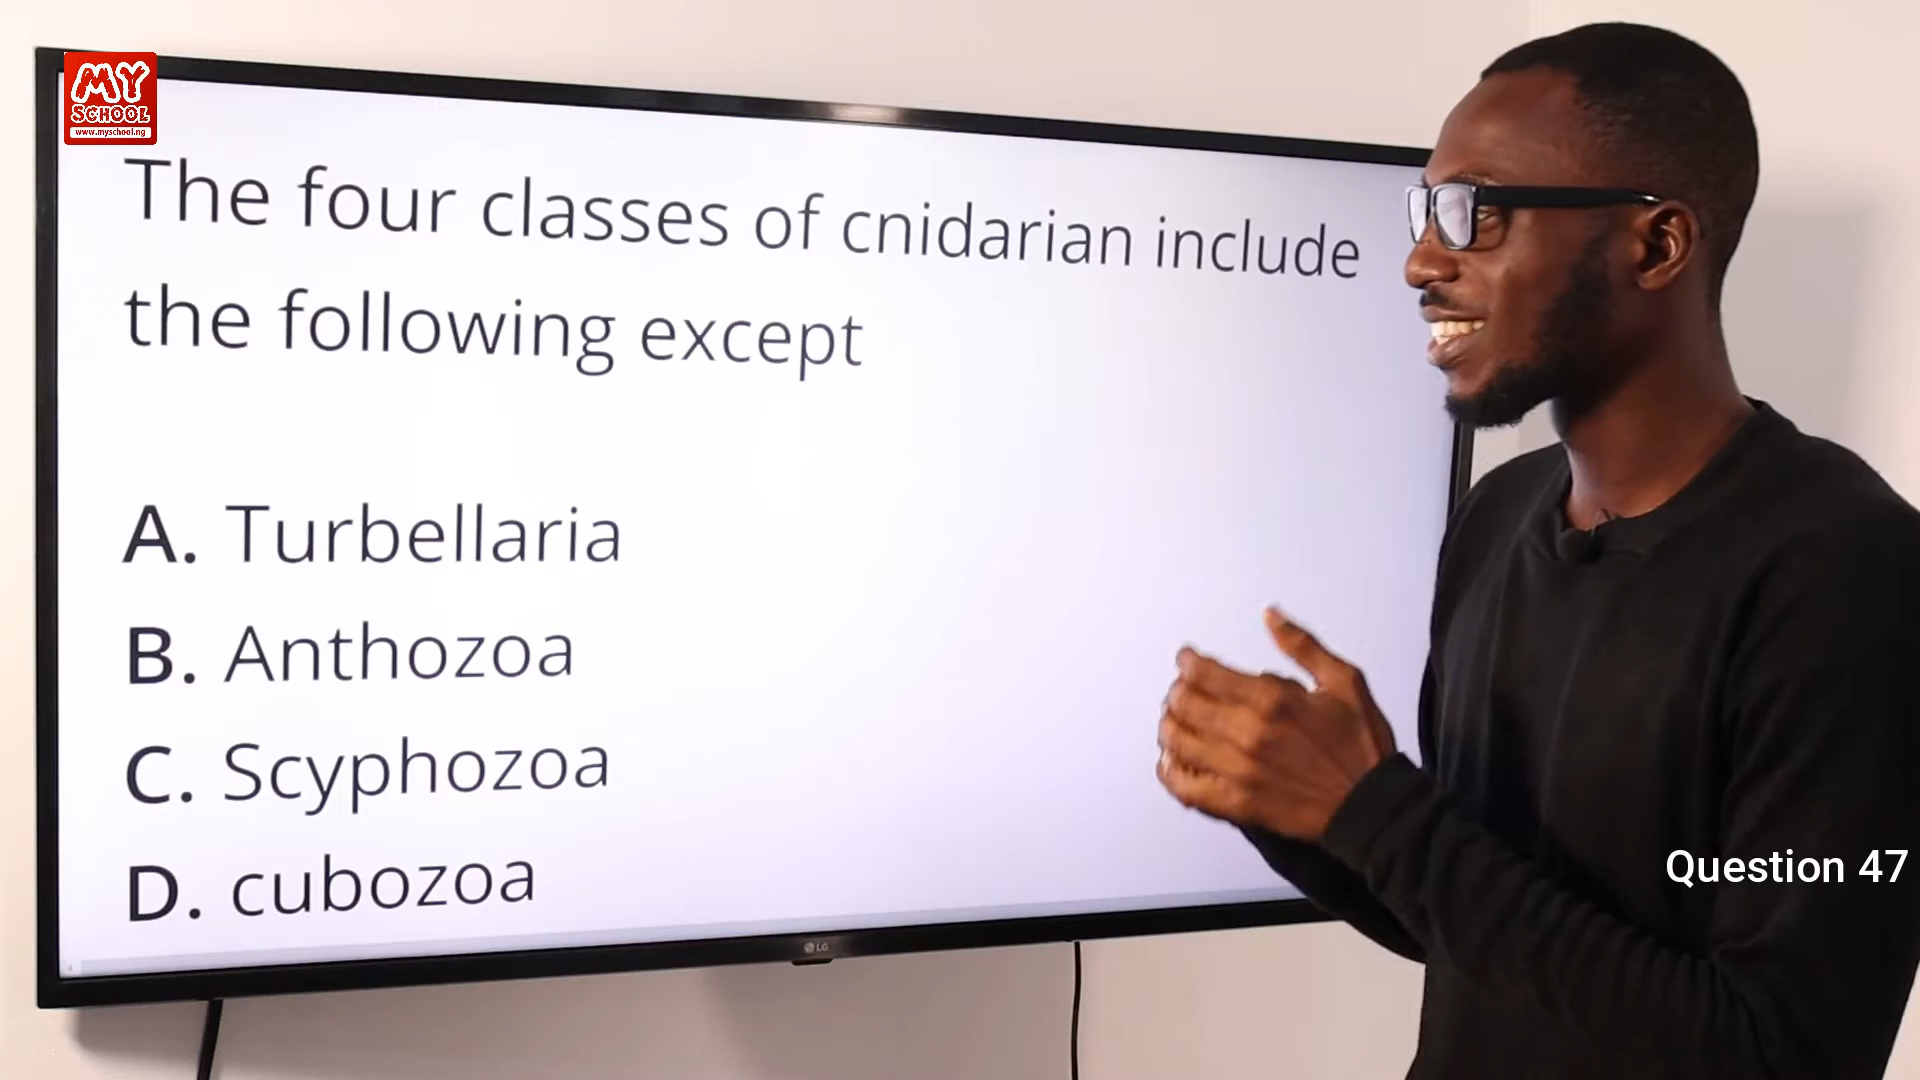 MY
SCHOOL
www.myschool.ng
The four classes of cnidarian include
the following except
A. Turbellaria
B. Anthozoa
C. Scyphozoa
D. cubozoa
LG
Question 47